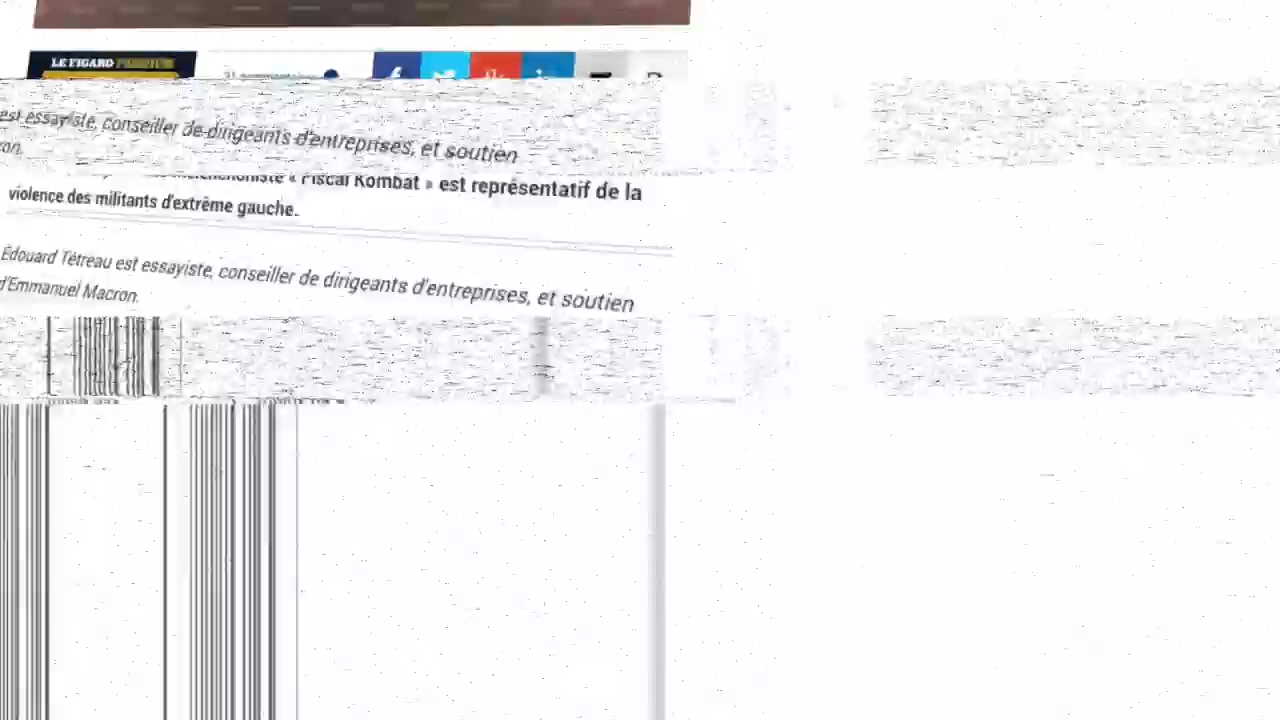 LE FIGARO PREMIUM
est essayiste, conseiller de dirigeants d'entreprises, et soutien
ron.
« Fiscal Kombat » est représentatif de la
violence des militants d'extrême gauche.
Édouard Tétreau est essayiste, conseiller de dirigeants d'entreprises, et soutien
d'Emmanuel Macron.